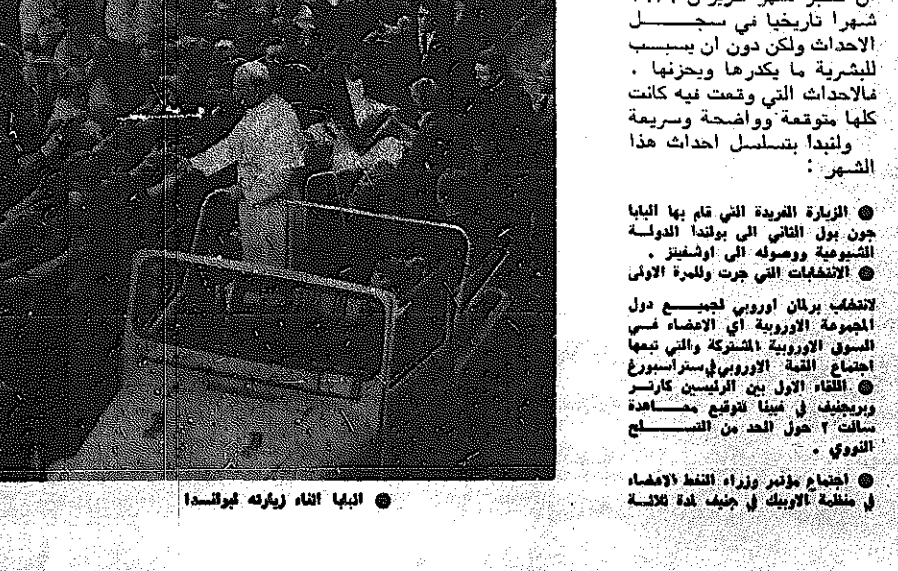 شهرا تاريخيا في سجل
الاحداث ولكن دون ان يسبب
للبشرية ما يكدرها ويحزنها .
فالاحداث التي وقعت فيه كانت
كلها متوقعة وواضحة وسريعة
ولنبدا بتسلسل احداث هذا
الشهر :
● الزيارة الفريدة التي قام بها البابا
جون بول الثاني الى بولندا الدولة
الشيوعية ووصوله الى اوشفيتز .
● الانتخابات التي جرت وللمرة الاولى
لانتخاب برلمان اوروبي لجميع دول
المجموعة الاوروبية اي الاعضاء في
السوق الاوروبية المشتركة والتي تبعها
اجتماع القمة الاوروبي في ستراسبورغ
● اللقاء الاول بين الرئيسين كارتر
وبريجنيف في فيينا لتوقيع معاهدة
سالت ٢ حول الحد من التسلح
النووي .
● اجتماع مؤتمر وزراء النفط الاعضاء
في منظمة الاوبيك في جنيف لمدة ثلاثة
● البابا اثناء زيارته لبولندا